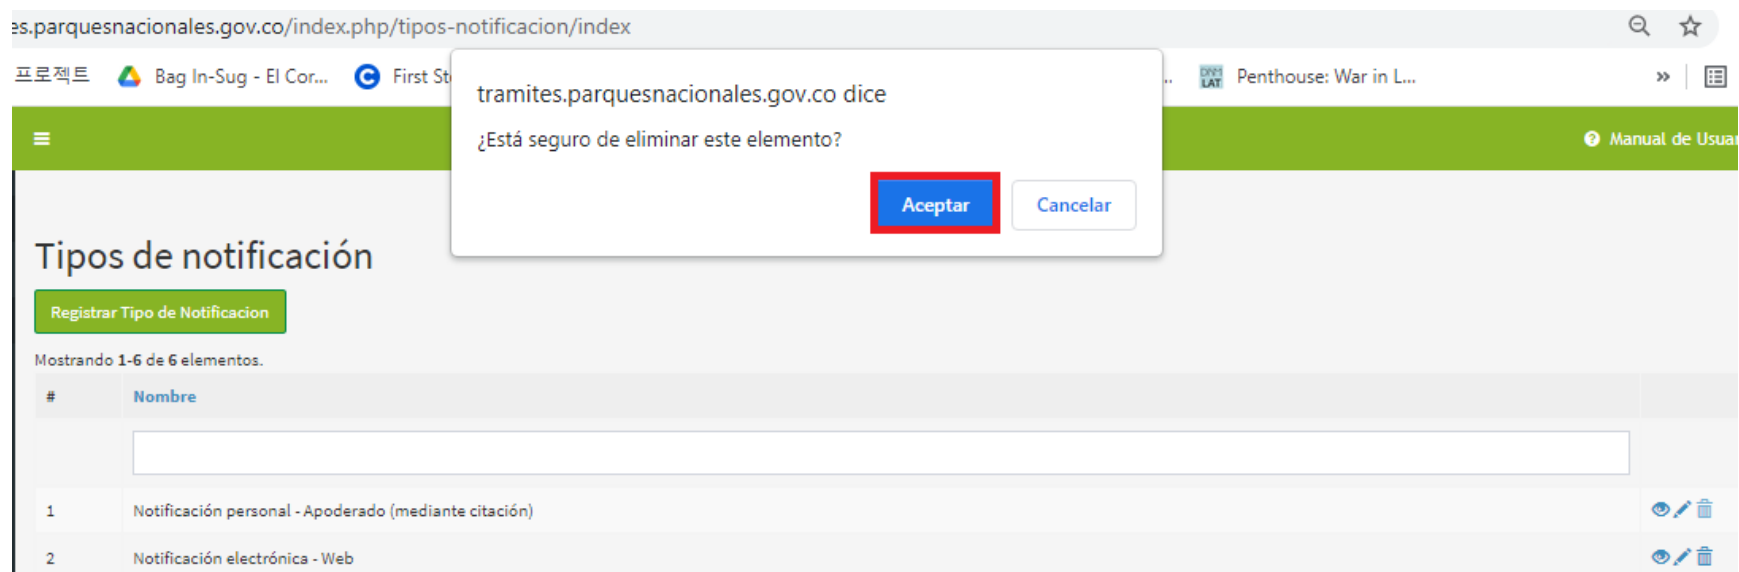 es.parquesnacionales.gov.co/index.php/tipos-notificacion/index
프로젝트 Bag In-Sug - El Cor... First St .. Penthouse: War in L... »
tramites.parquesnacionales.gov.co dice
¿Está seguro de eliminar este elemento?
Manual de Usuar
Aceptar Cancelar
Tipos de notificación
Registrar Tipo de Notificacion
Mostrando 1-6 de 6 elementos.
# Nombre
1 Notificación personal - Apoderado (mediante citación)
2 Notificación electrónica - Web